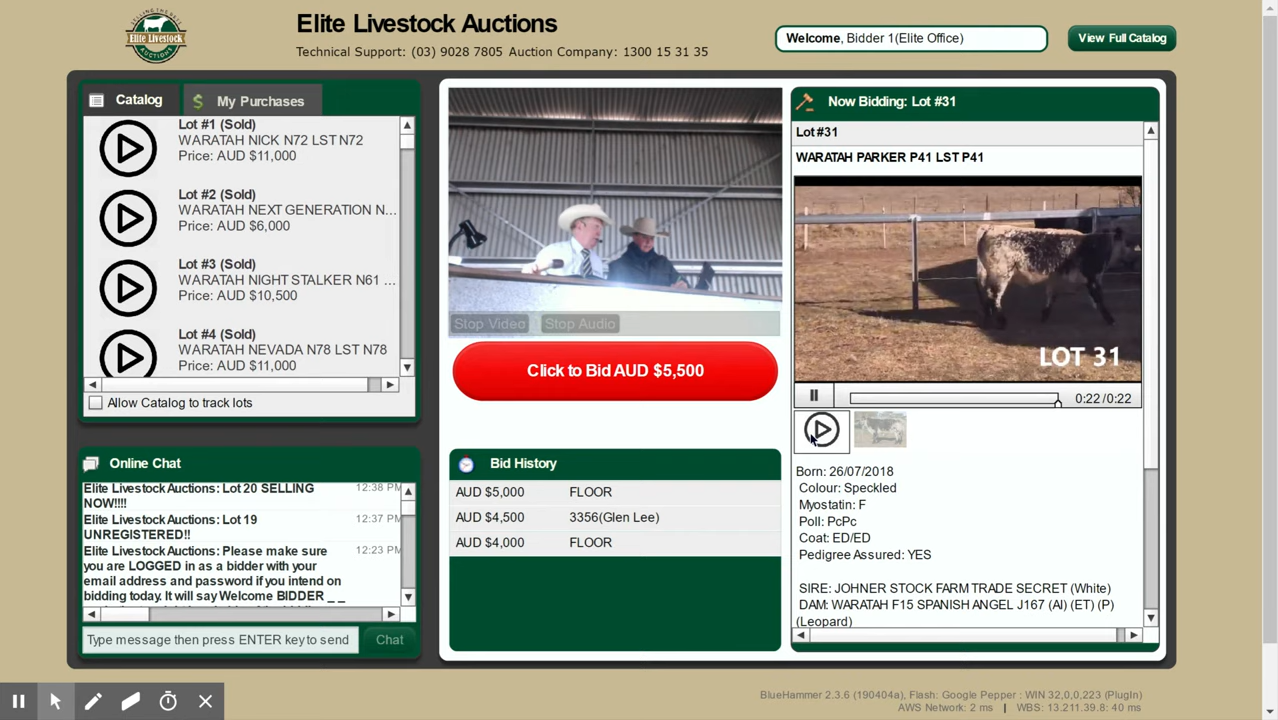 Elite Livestock Auctions
Technical Support: (03) 9028 7805 Auction Company: 1300 15 31 35
Welcome, Bidder 1(Elite Office)
View Full Catalog
Elite Livestock
AUCTIONS
Catalog
My Purchases
Lot #1 (Sold)
WARATAH NICK N72 LST N72
Price: AUD $11,000
Lot #2 (Sold)
WARATAH NEXT GENERATION N...
Price: AUD $6,000
Lot #3 (Sold)
WARATAH NIGHT STALKER N61 ...
Price: AUD $10,500
Lot #4 (Sold)
WARATAH NEVADA N78 LST N78
Price: AUD $11,000
Allow Catalog to track lots
Online Chat
Elite Livestock Auctions: Lot 20 SELLING 12:38 PM
NOW!!!!
Elite Livestock Auctions: Lot 19 12:37 PM
UNREGISTERED!!
Elite Livestock Auctions: Please make sure 12:23 PM
you are LOGGED in as a bidder with your
email address and password if you intend on
bidding today. It will say Welcome BIDDER _ _
Type message then press ENTER key to send
Chat
Stop Video
Stop Audio
Click to Bid AUD $5,500
Bid History
AUD $5,000 FLOOR
AUD $4,500 3356(Glen Lee)
AUD $4,000 FLOOR
Now Bidding: Lot #31
Lot #31
WARATAH PARKER P41 LST P41
LOT 31
0:22 / 0:22
Born: 26/07/2018
Colour: Speckled
Myostatin: F
Poll: PcPc
Coat: ED/ED
Pedigree Assured: YES
SIRE: JOHNER STOCK FARM TRADE SECRET (White)
DAM: WARATAH F15 SPANISH ANGEL J167 (AI) (ET) (P)
(Leopard)
BlueHammer 2.3.6 (190404a), Flash: Google Pepper : WIN 32,0,0,223 (PlugIn)
AWS Network: 2 ms | WBS: 13.211.39.8: 40 ms